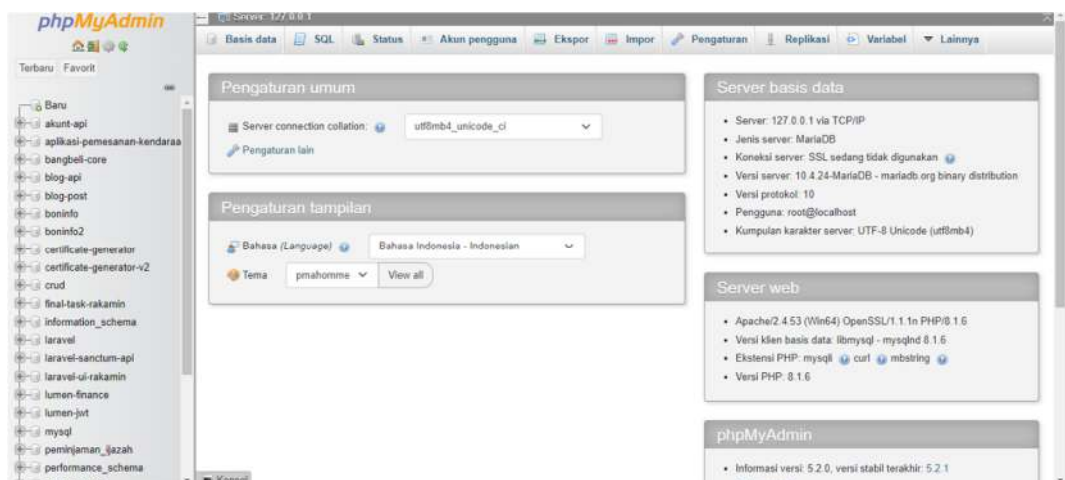 phpMyAdmin
Terbaru Favorit
Baru
akunt-api
aplikasi-pemesanan-kendaraa
bangbeli-core
blog-api
blog-post
boninfo
boninfo2
certificate-generator
certificate-generator-v2
crud
final-task-rakamin
information_schema
laravel
laravel-sanctum-api
laravel-ui-rakamin
lumen-finance
lumen-jwt
mysql
peminjaman_ijazah
performance_schema
Server: 127.0.0.1
Basis data SQL Status Akun pengguna Ekspor Impor Pengaturan Replikasi Variabel Lainnya
Pengaturan umum
Server connection collation: utf8mb4_unicode_ci
Pengaturan lain
Pengaturan tampilan
Bahasa (Language) Bahasa Indonesia - Indonesian
Tema pmahomme View all
Server basis data
• Server: 127.0.0.1 via TCP/IP
• Jenis server: MariaDB
• Koneksi server: SSL sedang tidak digunakan
• Versi server: 10.4.24-MariaDB - mariadb.org binary distribution
• Versi protokol: 10
• Pengguna: root@localhost
• Kumpulan karakter server: UTF-8 Unicode (utf8mb4)
Server web
• Apache/2.4.53 (Win64) OpenSSL/1.1.1n PHP/8.1.6
• Versi klien basis data: libmysql - mysqlnd 8.1.6
• Ekstensi PHP: mysqli curl mbstring
• Versi PHP: 8.1.6
phpMyAdmin
• Informasi versi: 5.2.0, versi stabil terakhir: 5.2.1
Konsol